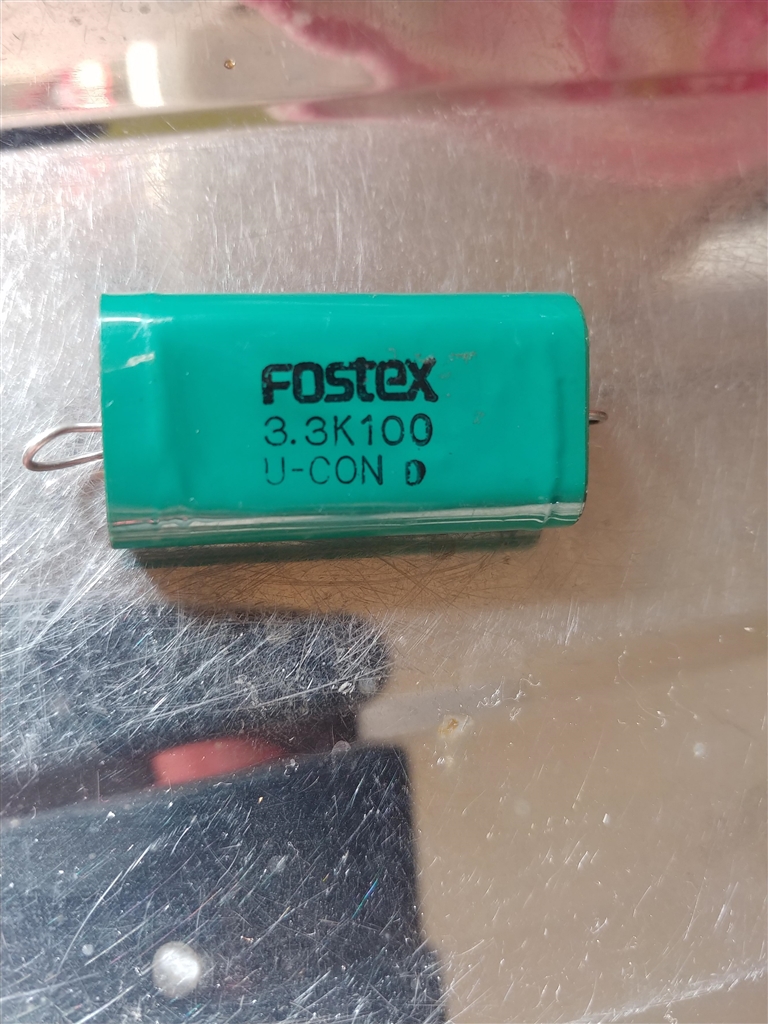 Fostex
3.3K100
U-CON D